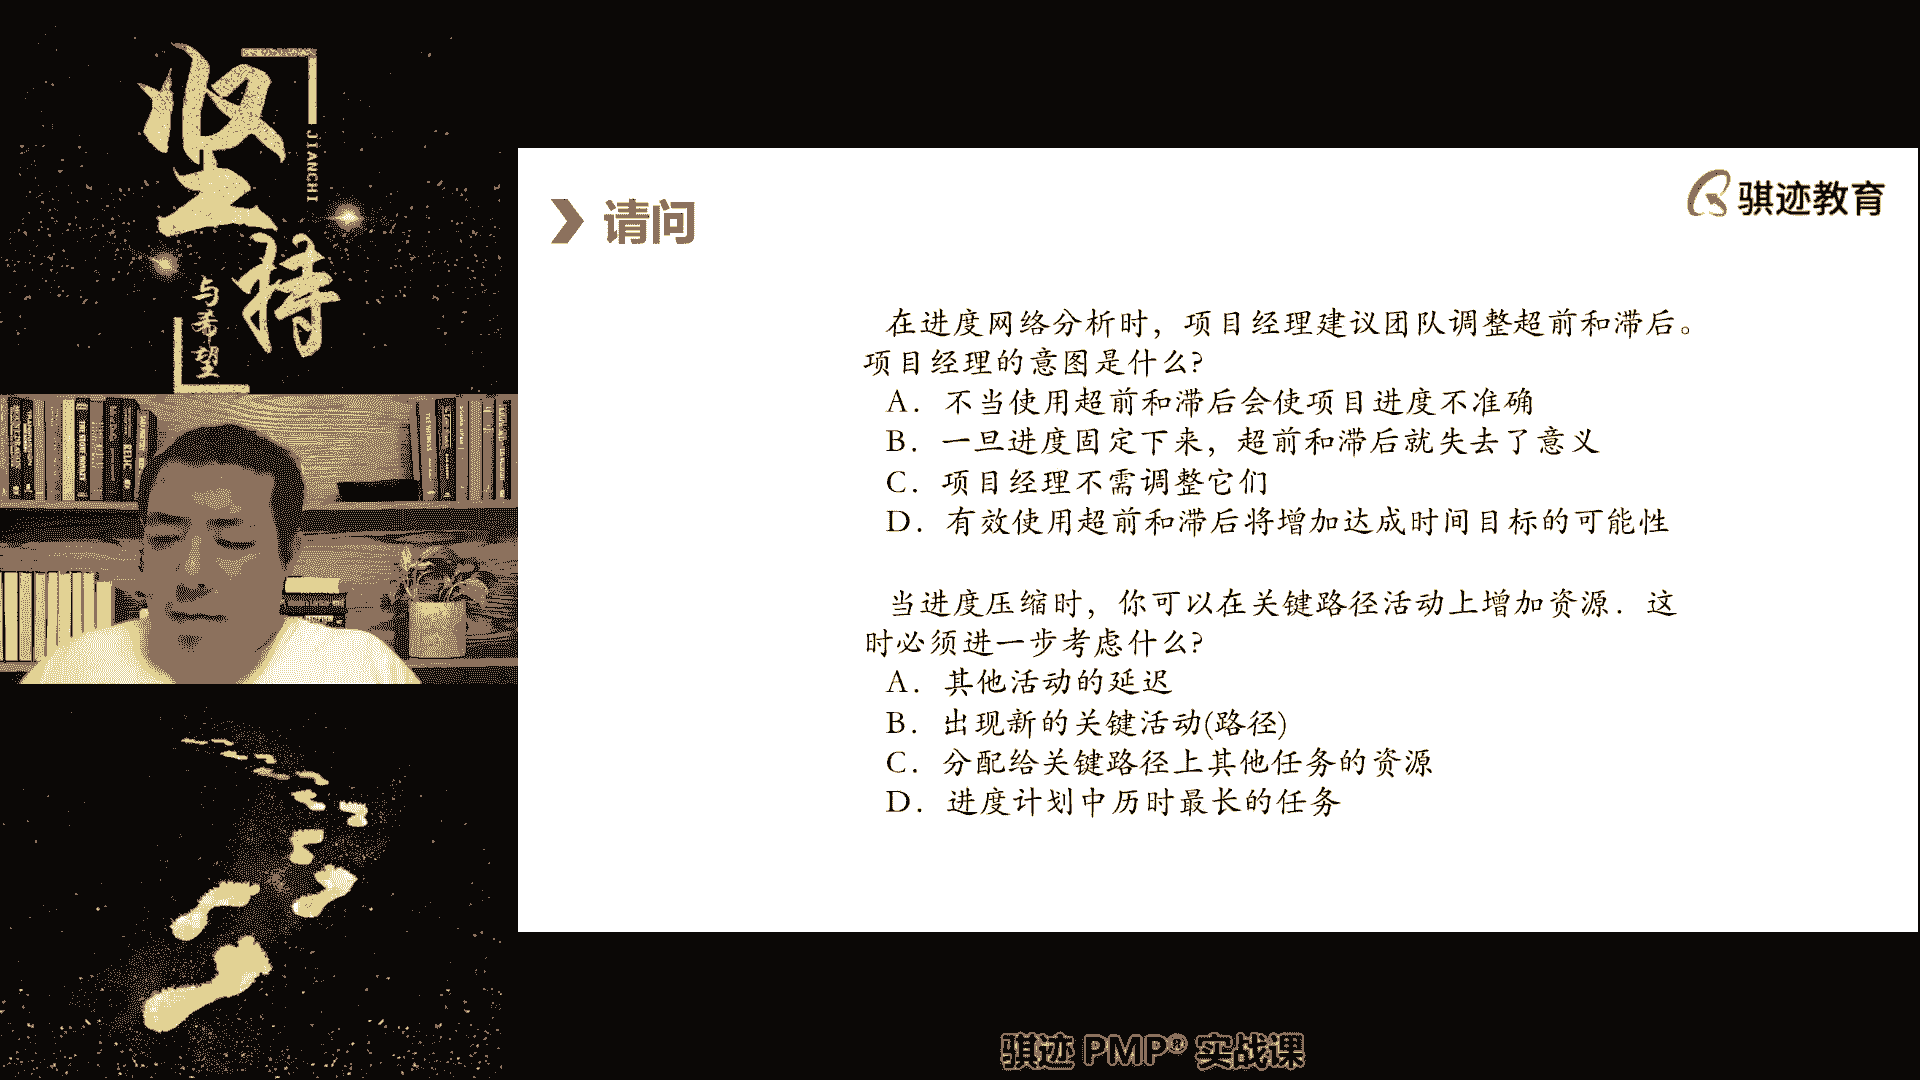 坚持
JIANCHI
与希望
请问
骐迹教育
在进度网络分析时，项目经理建议团队调整超前和滞后。
项目经理的意图是什么?
A. 不当使用超前和滞后会使项目进度不准确
B. 一旦进度固定下来，超前和滞后就失去了意义
C. 项目经理不需调整它们
D. 有效使用超前和滞后将增加达成时间目标的可能性
当进度压缩时，你可以在关键路径活动上增加资源. 这
时必须进一步考虑什么?
A. 其他活动的延迟
B. 出现新的关键活动(路径)
C. 分配给关键路径上其他任务的资源
D. 进度计划中历时最长的任务
骐迹 PMP® 实战课